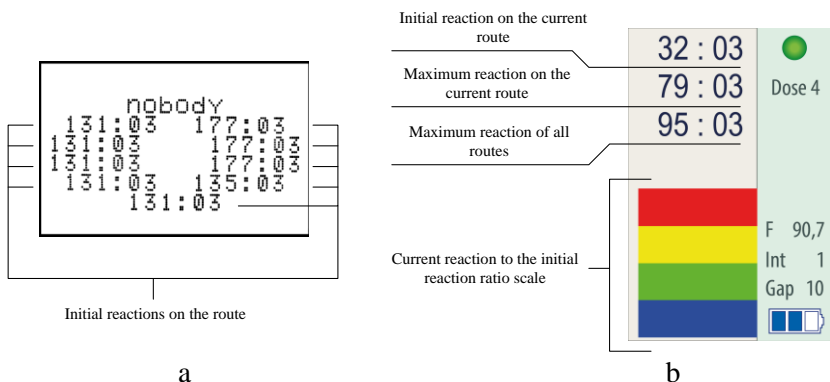 nobody
131:03 177:03
131:03 177:03
131:03 177:03
131:03 135:03
131:03
Initial reactions on the route
a
Initial reaction on the current
route
Maximum reaction on the
current route
Maximum reaction of all
routes
Current reaction to the initial
reaction ratio scale
32 : 03
79 : 03
95 : 03
Dose 4
F 90,7
Int 1
Gap 10
b